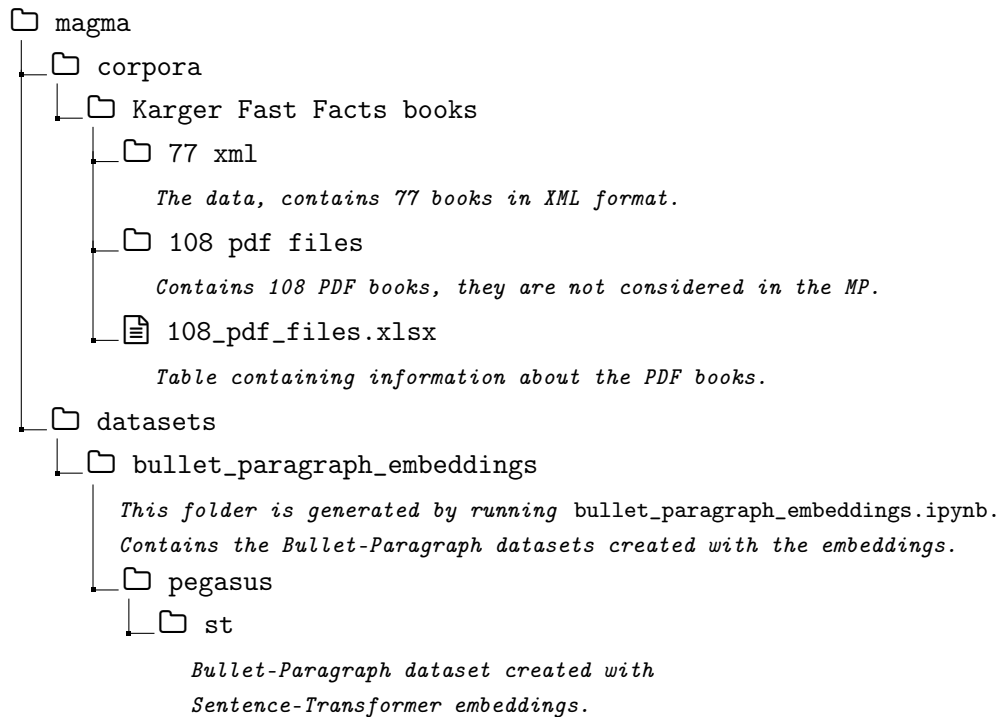 magma
corpora
Karger Fast Facts books
77 xml
The data, contains 77 books in XML format.
108 pdf files
Contains 108 PDF books, they are not considered in the MP.
108_pdf_files.xlsx
Table containing information about the PDF books.
datasets
bullet_paragraph_embeddings
This folder is generated by running bullet_paragraph_embeddings.ipynb.
Contains the Bullet-Paragraph datasets created with the embeddings.
pegasus
st
Bullet-Paragraph dataset created with
Sentence-Transformer embeddings.